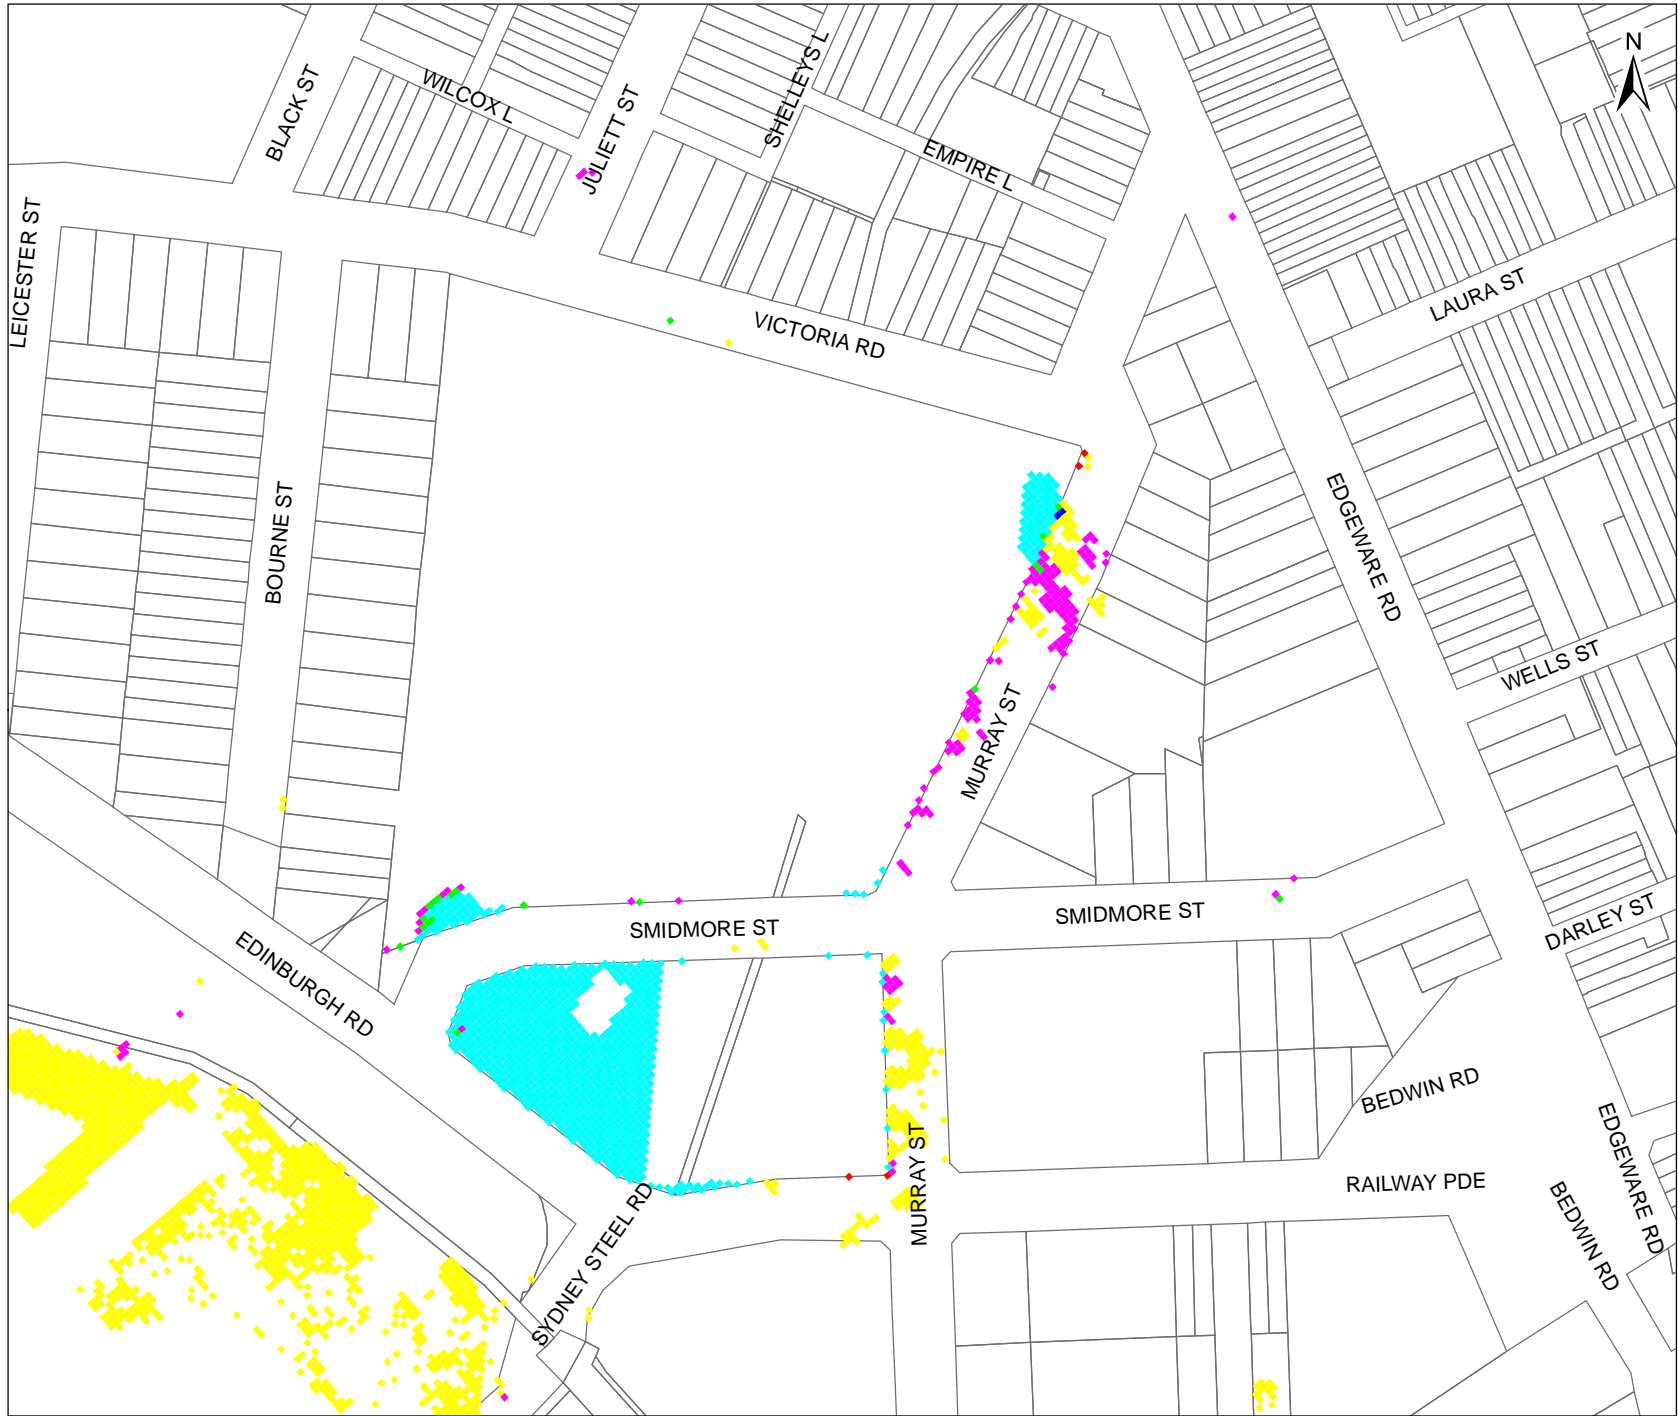 N
BLACK ST
WILCOX L
JULIETT ST
SHELLEYS L
EMPIRE L
LEICESTER ST
LAURA ST
VICTORIA RD
BOURNE ST
EDGEWARE RD
WELLS ST
MURRAY ST
SMIDMORE ST
SMIDMORE ST
DARLEY ST
EDINBURGH RD
BEDWIN RD
MURRAY ST
EDGEWARE RD
RAILWAY PDE
SYDNEY STEEL RD
BEDWIN RD